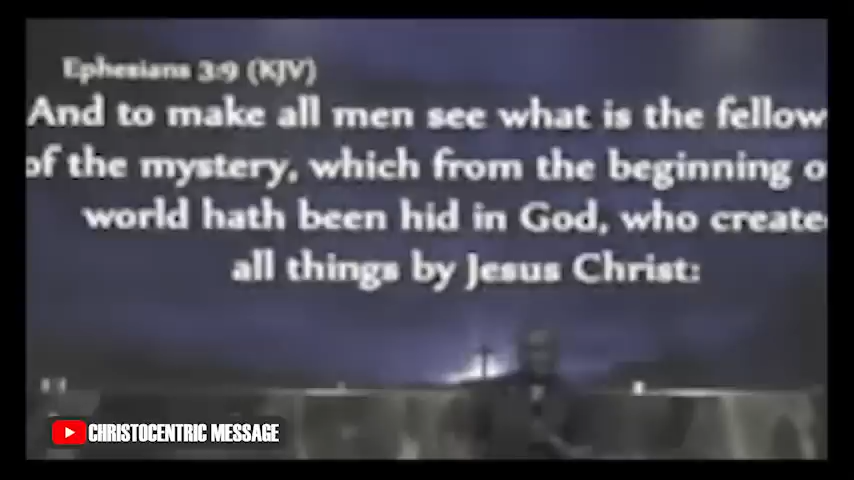 Ephesians 3:9 (KJV)
And to make all men see what is the fellow
of the mystery, which from the beginning o
world hath been hid in God, who create
all things by Jesus Christ:
CHRISTOCENTRIC MESSAGE